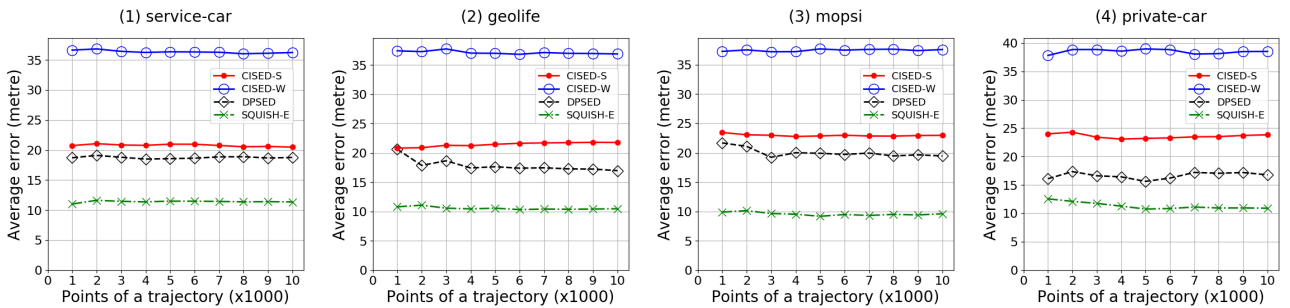 (1) service-car
Average error (metre)
35
30
25
20
15
10
5
0
0 1 2 3 4 5 6 7 8 9 10
Points of a trajectory (x1000)
CISED-S
CISED-W
DPSED
SQUISH-E
(2) geolife
Average error (metre)
35
30
25
20
15
10
5
0
0 1 2 3 4 5 6 7 8 9 10
Points of a trajectory (x1000)
CISED-S
CISED-W
DPSED
SQUISH-E
(3) mopsi
Average error (metre)
35
30
25
20
15
10
5
0
0 1 2 3 4 5 6 7 8 9 10
Points of a trajectory (x1000)
CISED-S
CISED-W
DPSED
SQUISH-E
(4) private-car
Average error (metre)
40
35
30
25
20
15
10
5
0
0 1 2 3 4 5 6 7 8 9 10
Points of a trajectory (x1000)
CISED-S
CISED-W
DPSED
SQUISH-E